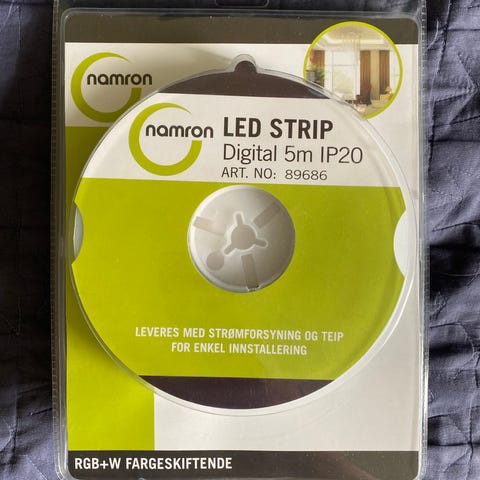 namron
namron
LED STRIP
Digital 5m IP20
ART. NO: 89686
LEVERES MED STRØMFORSYNING OG TEIP
FOR ENKEL INNSTALLERING
RGB+W FARGESKIFTENDE